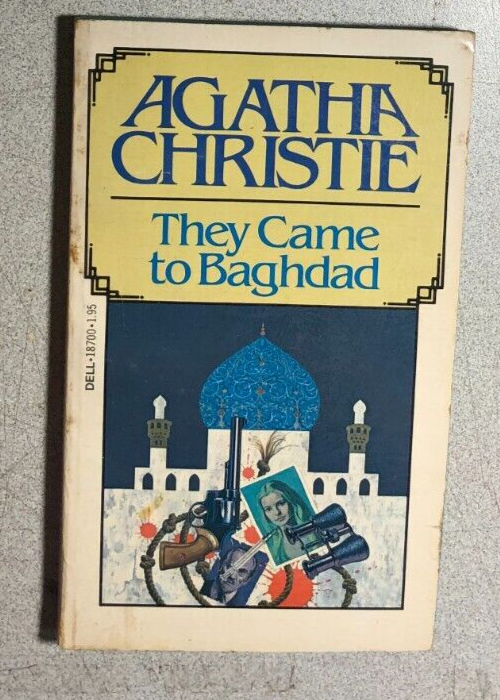 AGATHA
CHRISTIE
They Came
to Baghdad
DELL•18700•1.95